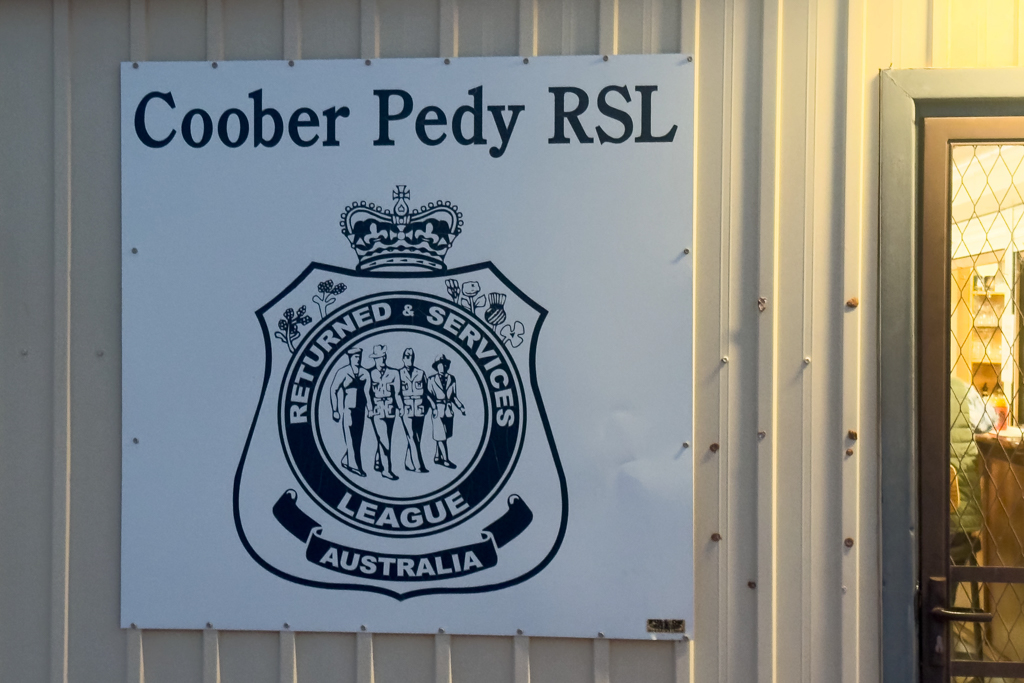 Coober Pedy RSL
RETURNED & SERVICES
LEAGUE
AUSTRALIA